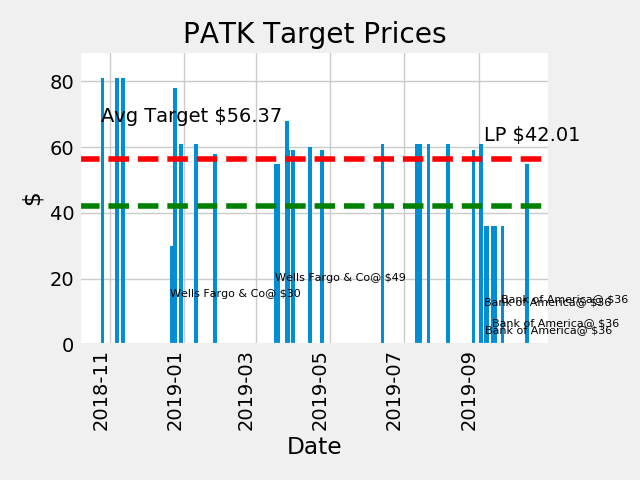 PATK Target Prices
80
60
40
20
0
$
Avg Target $56.37
LP $42.01
Wells Fargo & Co@ $49
Wells Fargo & Co@ $30
Bank of America@ $36
Bank of America@ $36
Bank of America@ $36
Bank of America@ $36
2018-11
2019-01
2019-03
2019-05
2019-07
2019-09
Date